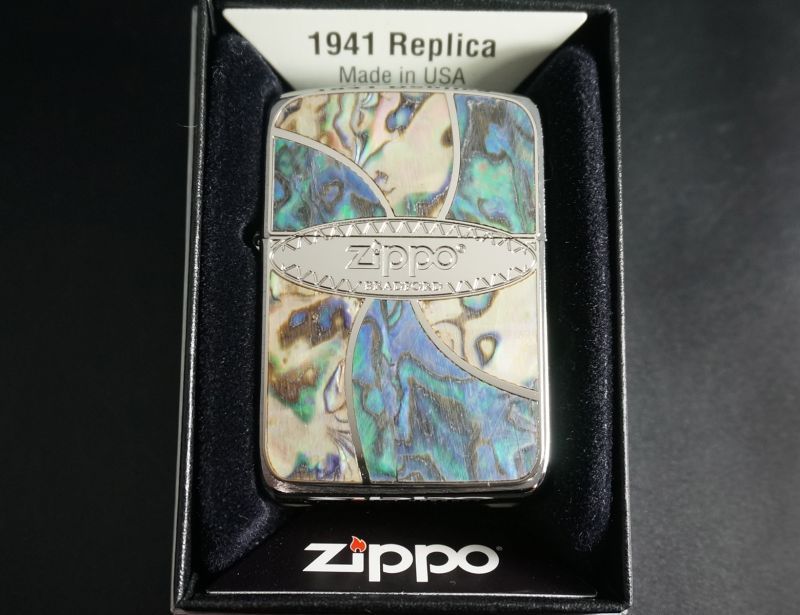 1941 Replica
Made in USA
zippo®
BRADFORD
zippo®